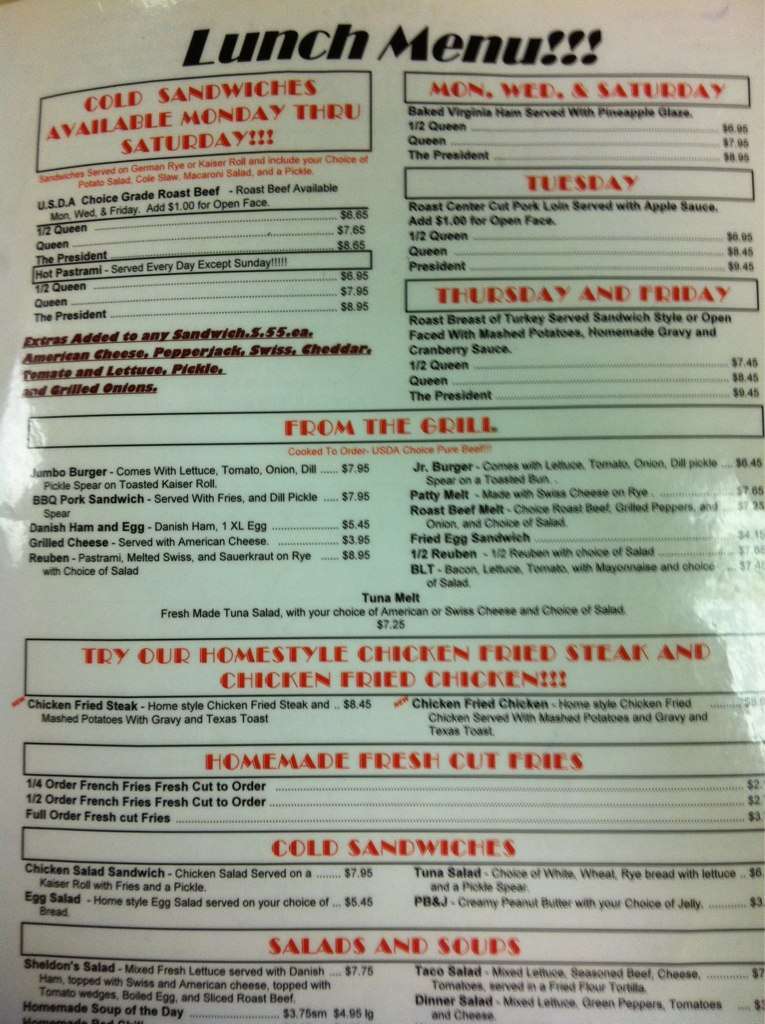 Lunch Menu!!!
COLD SANDWICHES
AVAILABLE MONDAY THRU
SATURDAY!!!
Sandwiches Served on German Rye or Kaiser Roll and include your Choice of
Potato Salad, Cole Slaw, Macaroni Salad, and a Pickle.
U.S.D.A Choice Grade Roast Beef - Roast Beef Available
Mon, Wed, & Friday. Add $1.00 for Open Face.
1/2 Queen $6.65
Queen $7.65
The President $8.65
Hot Pastrami - Served Every Day Except Sunday!!!!!
1/2 Queen $6.95
Queen $7.95
The President $8.95
Extras Added to any Sandwich.$.55.ea.
American Cheese, Pepperjack, Swiss, Cheddar,
Tomato and Lettuce, Pickle,
and Grilled Onions.
MON, WED, & SATURDAY
Baked Virginia Ham Served With Pineapple Glaze.
1/2 Queen $6.95
Queen $7.95
The President $8.95
TUESDAY
Roast Center Cut Pork Loin Served with Apple Sauce.
Add $1.00 for Open Face.
1/2 Queen $6.95
Queen $8.45
President $9.45
THURSDAY AND FRIDAY
Roast Breast of Turkey Served Sandwich Style or Open
Faced With Mashed Potatoes, Homemade Gravy and
Cranberry Sauce.
1/2 Queen $7.45
Queen $8.45
The President $9.45
FROM THE GRILL
Cooked To Order- USDA Choice Pure Beef!!!
Jumbo Burger - Comes With Lettuce, Tomato, Onion, Dill $7.95
Pickle Spear on Toasted Kaiser Roll.
BBQ Pork Sandwich - Served With Fries, and Dill Pickle $7.95
Spear
Danish Ham and Egg - Danish Ham, 1 XL Egg $5.45
Grilled Cheese - Served with American Cheese. $3.95
Reuben - Pastrami, Melted Swiss, and Sauerkraut on Rye $8.95
with Choice of Salad
Jr. Burger - Comes with Lettuce, Tomato, Onion, Dill pickle $6.45
Spear on a Toasted Bun. .
Patty Melt - Made with Swiss Cheese on Rye . $7.65
Roast Beef Melt - Choice Roast Beef, Grilled Peppers, and
Onion, and Choice of Salad.
Fried Egg Sandwich
1/2 Reuben - 1/2 Reuben with choice of Salad
BLT - Bacon, Lettuce, Tomato, with Mayonnaise and choice
of Salad.
Tuna Melt
Fresh Made Tuna Salad, with your choice of American or Swiss Cheese and Choice of Salad.
$7.25
TRY OUR HOMESTYLE CHICKEN FRIED STEAK AND
CHICKEN FRIED CHICKEN!!!
NEW Chicken Fried Steak - Home style Chicken Fried Steak and $8.45
Mashed Potatoes With Gravy and Texas Toast
NEW Chicken Fried Chicken - Home style Chicken Fried
Chicken Served With Mashed Potatoes and Gravy and
Texas Toast.
HOMEMADE FRESH CUT FRIES
1/4 Order French Fries Fresh Cut to Order $2
1/2 Order French Fries Fresh Cut to Order $2
Full Order Fresh cut Fries $3
COLD SANDWICHES
Chicken Salad Sandwich - Chicken Salad Served on a $7.95
Kaiser Roll with Fries and a Pickle.
Egg Salad - Home style Egg Salad served on your choice of $5.45
Bread.
Tuna Salad - Choice of White, Wheat, Rye bread with lettuce $6
and a Pickle Spear.
PB&J - Creamy Peanut Butter with your Choice of Jelly. $3
SALADS AND SOUPS
Sheldon's Salad - Mixed Fresh Lettuce served with Danish $7.75
Ham, topped with Swiss and American cheese, topped with
Tomato wedges, Boiled Egg, and Sliced Roast Beef.
Homemade Soup of the Day $3.75sm $4.95 lg
Taco Salad - Mixed Lettuce, Seasoned Beef, Cheese, $7
Tomatoes, served in a Fried Flour Tortilla.
Dinner Salad - Mixed Lettuce, Green Peppers, Tomatoes $3
and Cheese.